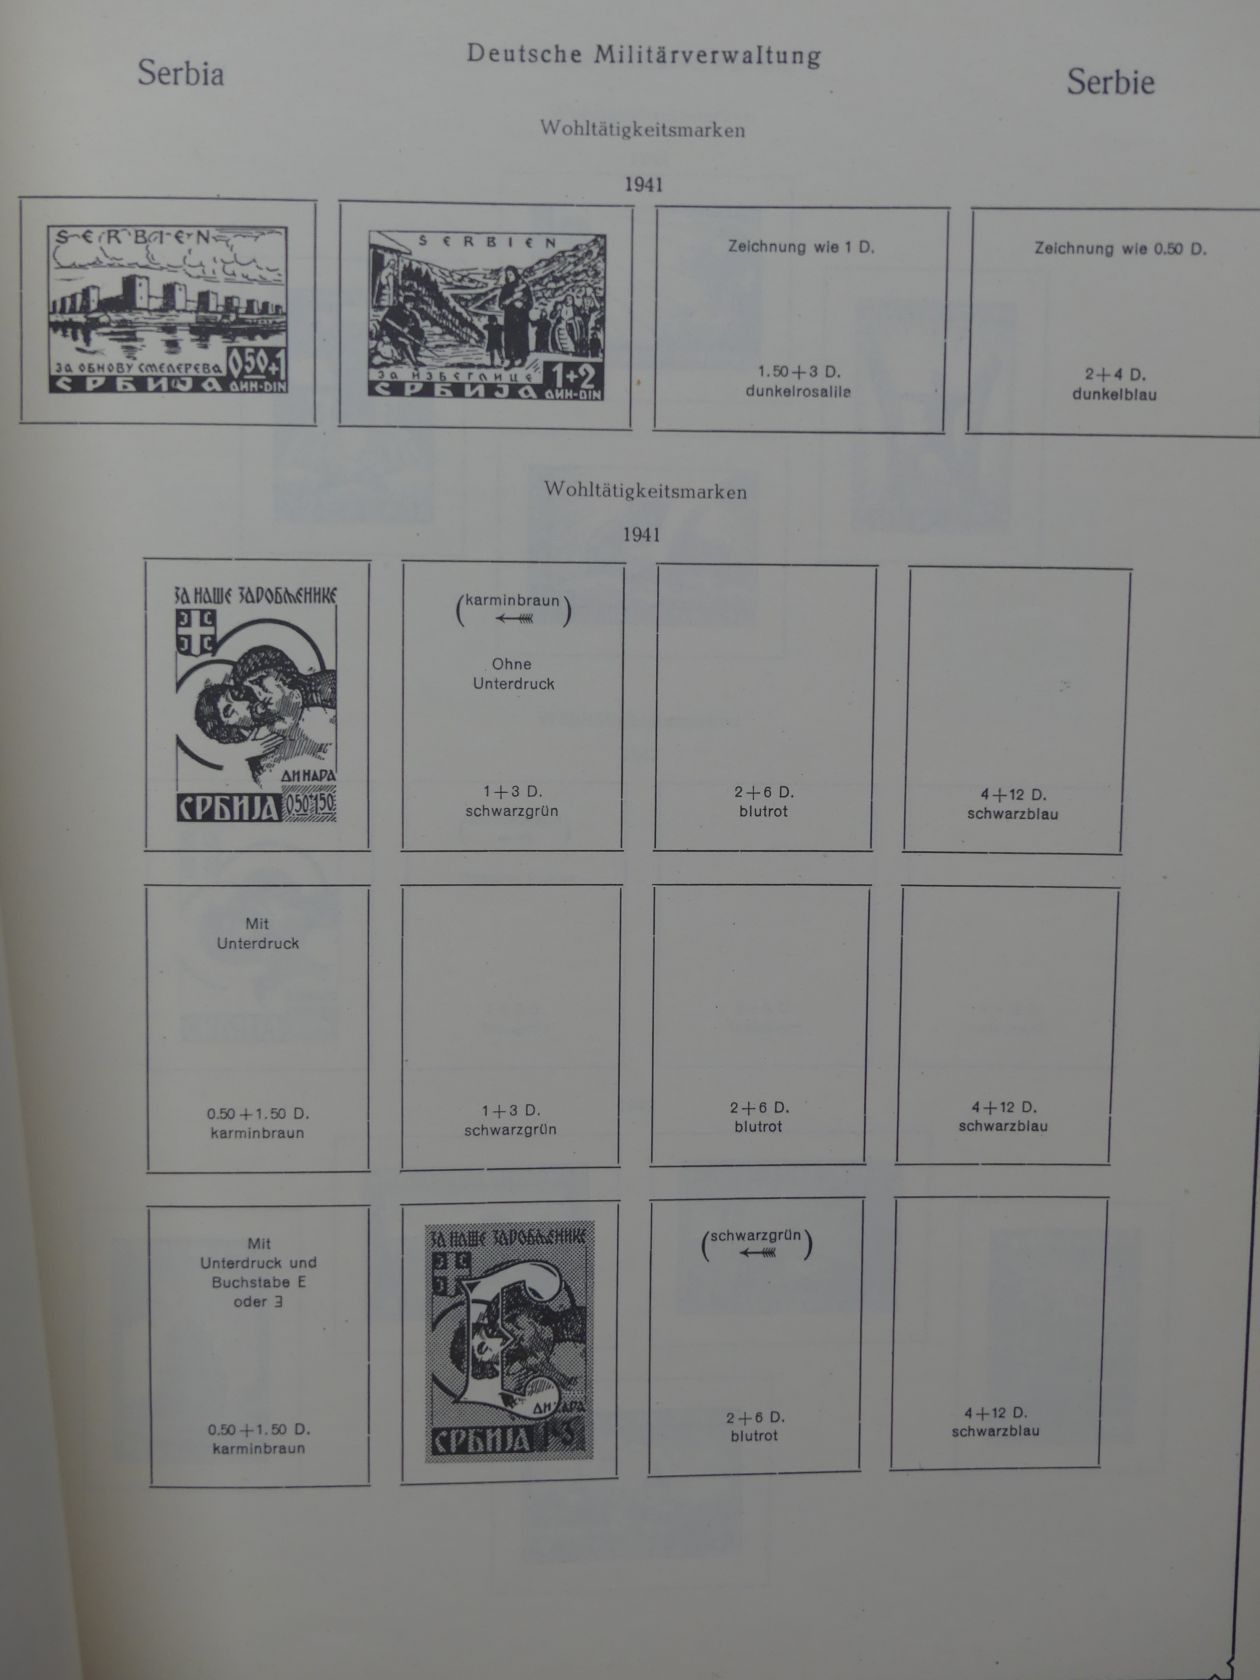 Deutsche Militärverwaltung
Serbia
Serbie
Wohltätigkeitsmarken
1941
SERBIEN
ЗА ОБНОВУ СМЕДЕРЕВА
0.50+1
СРБИЈА
ДИН-DIN
SERBIEN
ЗА ИЗБЕГЛИЦЕ
1+2
СРБИЈА
ДИН-DIN
Zeichnung wie 1 D.
1.50+3 D.
dunkelrosalila
Zeichnung wie 0.50 D.
2+4 D.
dunkelblau
Wohltätigkeitsmarken
1941
ЗА НАШЕ ЗАРОБЉЕНИКЕ
ДИНАРА
СРБИЈА 0.50+1.50
(karminbraun)
Ohne
Unterdruck
1+3 D.
schwarzgrün
2+6 D.
blutrot
4+12 D.
schwarzblau
Mit
Unterdruck
0.50+1.50 D.
karminbraun
1+3 D.
schwarzgrün
2+6 D.
blutrot
4+12 D.
schwarzblau
Mit
Unterdruck und
Buchstabe E
oder Ǝ
0.50+1.50 D.
karminbraun
ЗА НАШЕ ЗАРОБЉЕНИКЕ
E
ДИНАРА
СРБИЈА 1+3
(schwarzgrün)
2+6 D.
blutrot
4+12 D.
schwarzblau